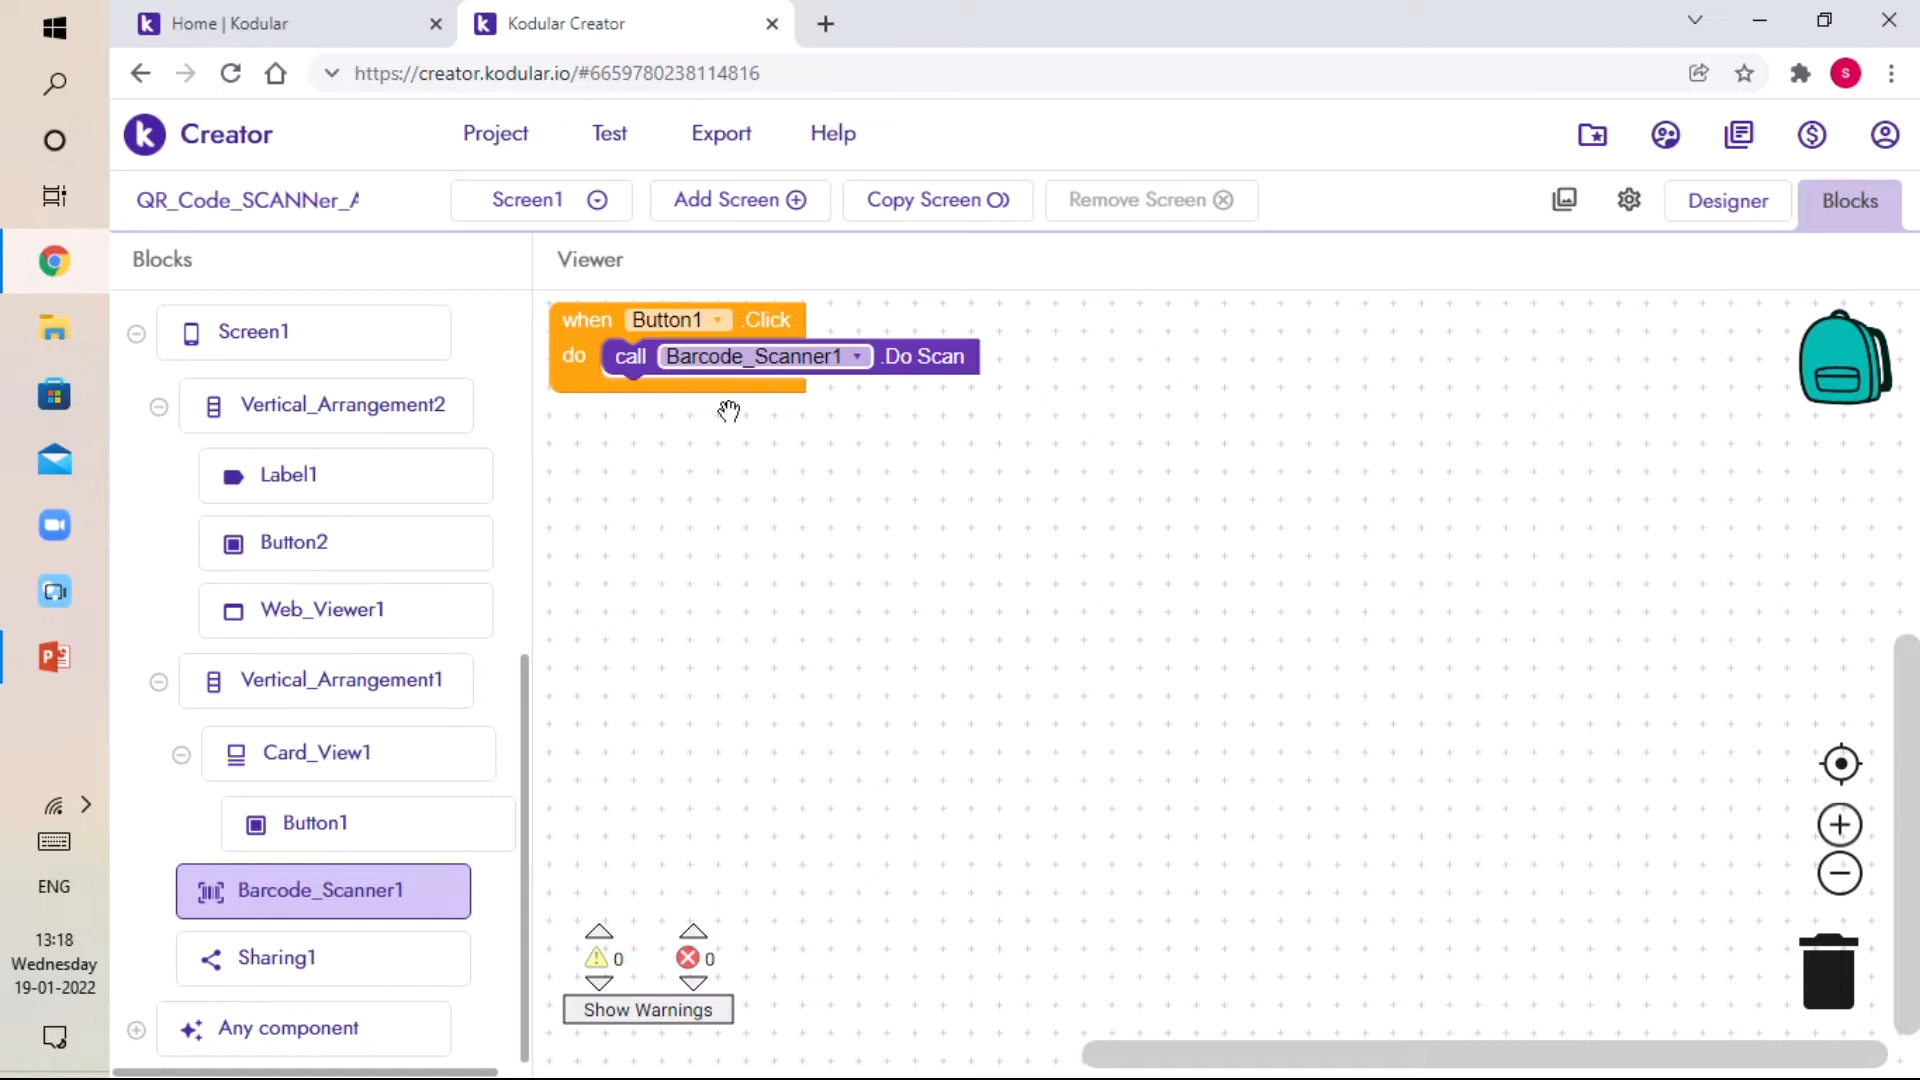 Home | Kodular
Kodular Creator
https://creator.kodular.io/#6659780238114816
s
k Creator
Project
Test
Export
Help
QR_Code_SCANNer_A
Screen1
Add Screen
Copy Screen
Remove Screen
Designer
Blocks
Blocks
Viewer
Screen1
Vertical_Arrangement2
Label1
Button2
Web_Viewer1
Vertical_Arrangement1
Card_View1
Button1
Barcode_Scanner1
Sharing1
Any component
when Button1 .Click
do call Barcode_Scanner1 .Do Scan
0 0
Show Warnings
ENG
13:18
Wednesday
19-01-2022